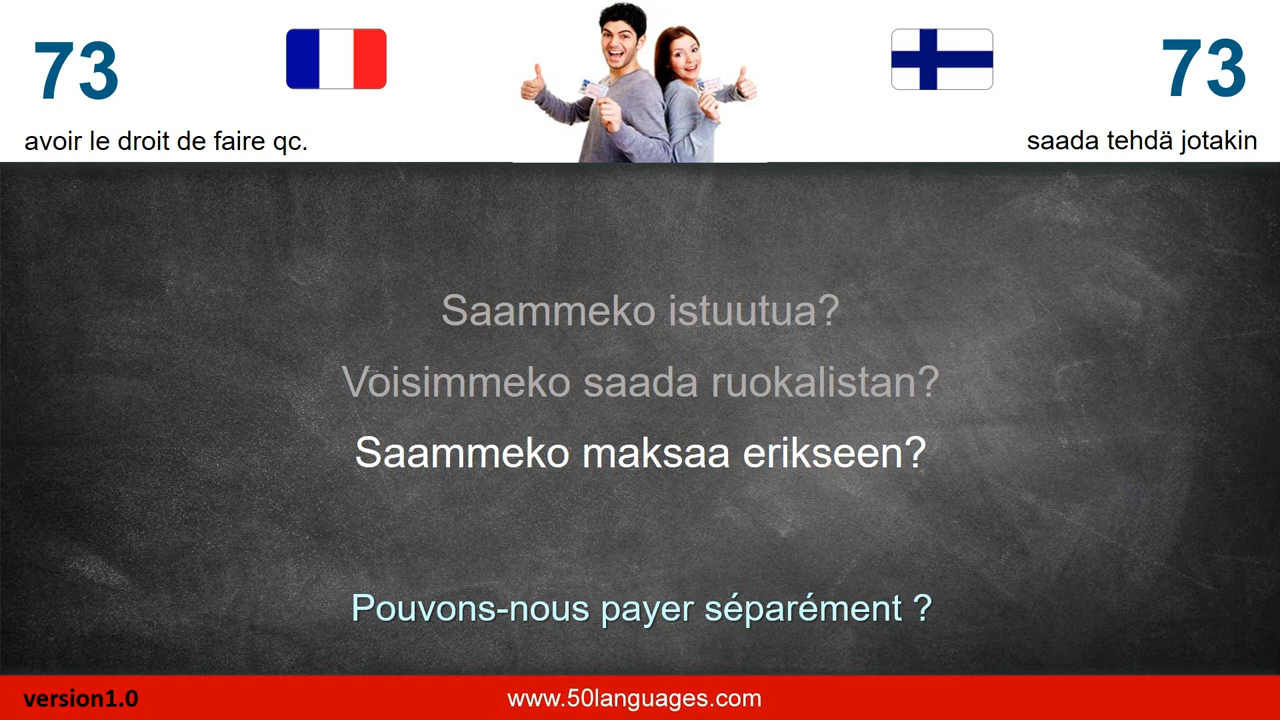 73
73
avoir le droit de faire qc.
saada tehdä jotakin
Saammeko istuutua?
Voisimmeko saada ruokalistan?
Saammeko maksaa erikseen?
Pouvons-nous payer séparément ?
version1.0
www.50languages.com